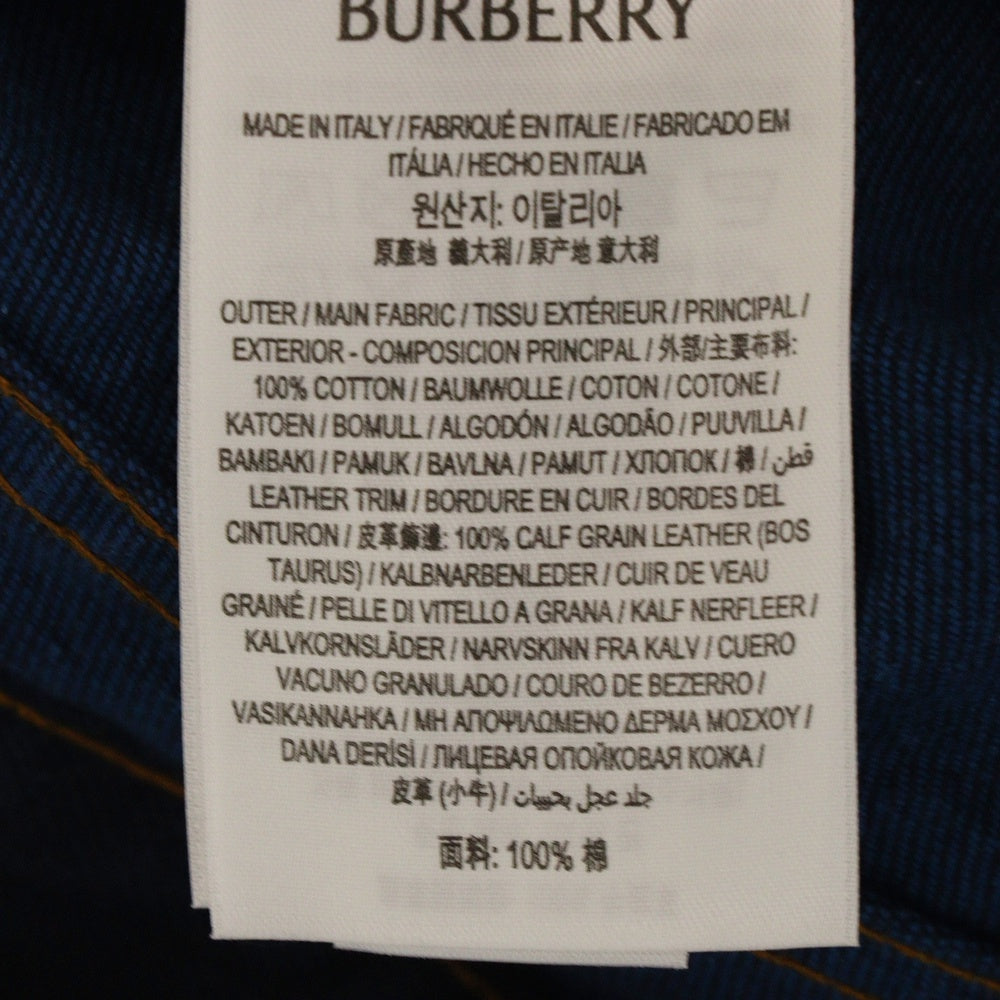 BURBERRY
MADE IN ITALY / FABRIQUÉ EN ITALIE / FABRICADO EM
ITÁLIA / HECHO EN ITALIA
원산지: 이탈리아
原產地 義大利 / 原产地 意大利
OUTER / MAIN FABRIC / TISSU EXTÉRIEUR / PRINCIPAL /
EXTERIOR - COMPOSICION PRINCIPAL / 外部/主要布料:
100% COTTON / BAUMWOLLE / COTON / COTONE /
KATOEN / BOMULL / ALGODÓN / ALGODÃO / PUUVILLA /
BAMBAKI / PAMUK / BAVLNA / PAMUT / ХЛОПОК / 棉 / قطن
LEATHER TRIM / BORDURE EN CUIR / BORDES DEL
CINTURON / 皮革飾邊: 100% CALF GRAIN LEATHER (BOS
TAURUS) / KALBNARBENLEDER / CUIR DE VEAU
GRAINÉ / PELLE DI VITELLO A GRANA / KALF NERFLEER /
KALVKORNSLÄDER / NARVSKINN FRA KALV / CUERO
VACUNO GRANULADO / COURO DE BEZERRO /
VASIKANNAHKA / ΜΗ ΑΠΟΨΙΛΩΜΕΝΟ ΔΕΡΜΑ ΜΟΣΧΟΥ /
DANA DERİSİ / ЛИЦЕВАЯ ОПОЙКОВАЯ КОЖА /
皮革 (小牛) / جلد عجل بحبيبات
面料: 100% 棉